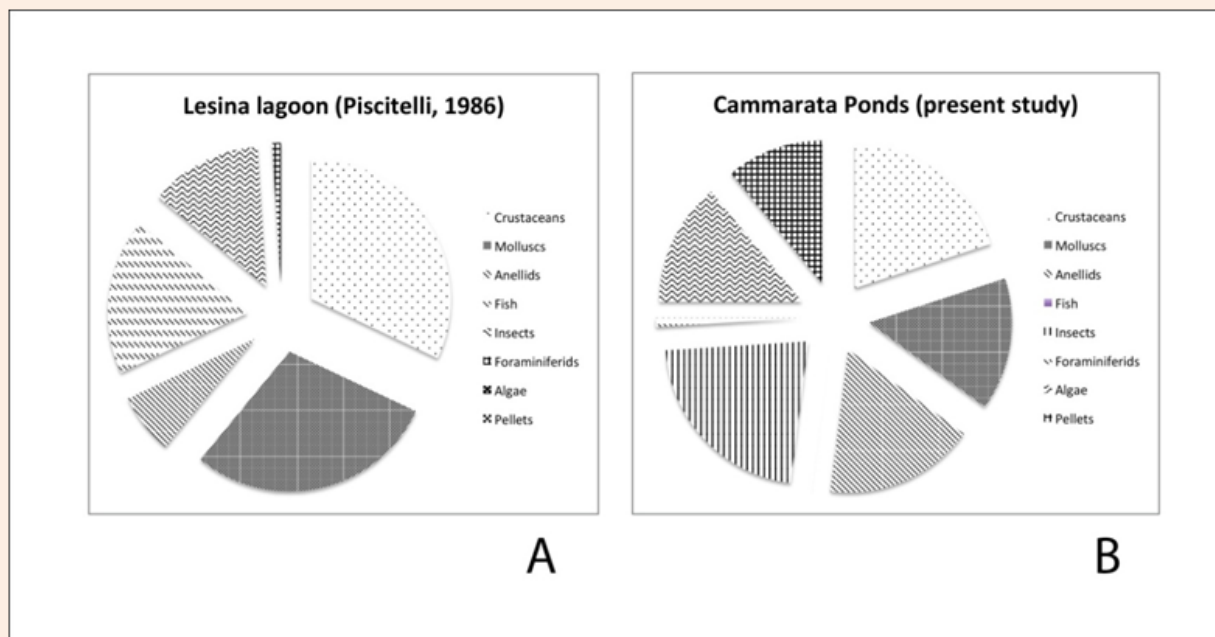 Lesina lagoon (Piscitelli, 1986)
Crustaceans
Molluscs
Anellids
Fish
Insects
Foraminiferids
Algae
Pellets
A
Cammarata Ponds (present study)
Crustaceans
Molluscs
Anellids
Fish
Insects
Foraminiferids
Algae
Pellets
B